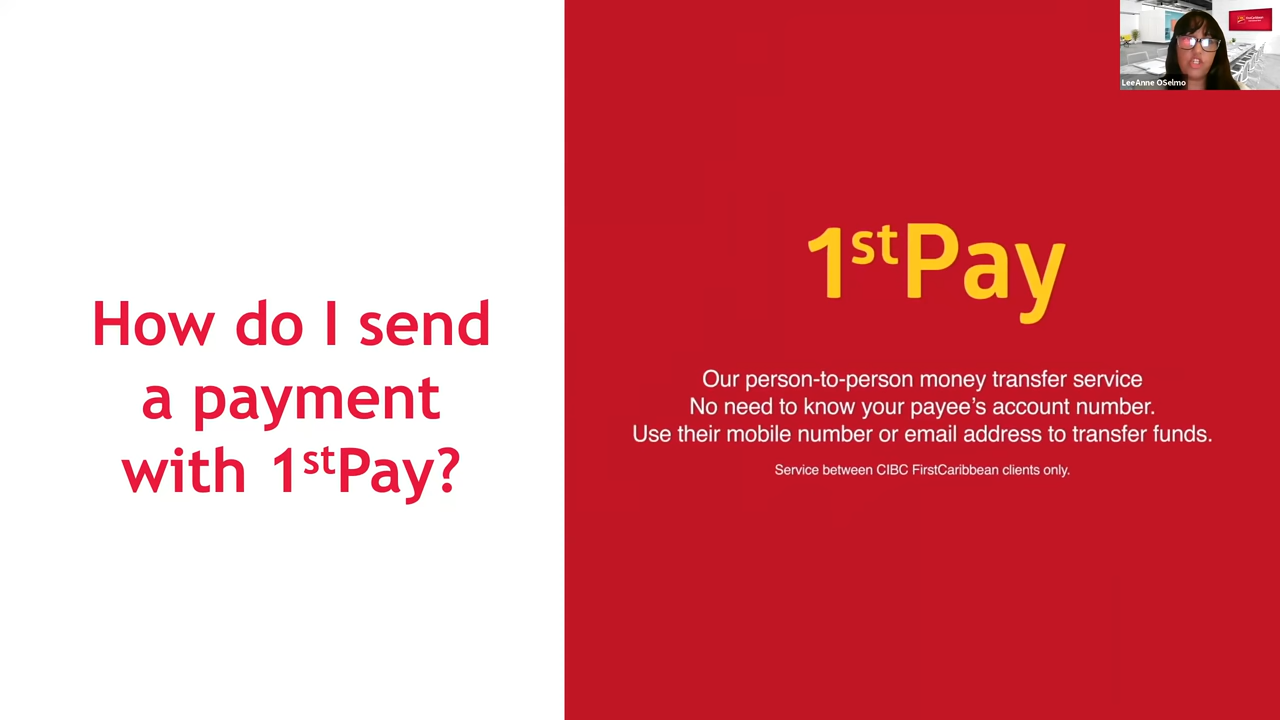 How do I send
a payment
with 1stPay?
1stPay
Our person-to-person money transfer service
No need to know your payee's account number.
Use their mobile number or email address to transfer funds.
Service between CIBC FirstCaribbean clients only.
LeeAnne OSelmo